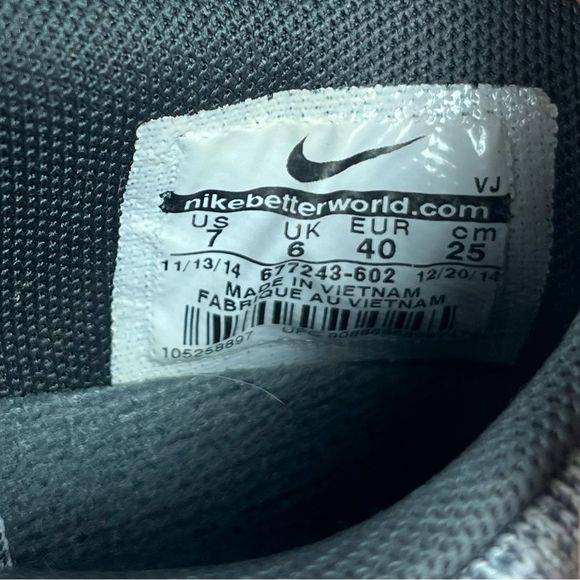 VJ
nikebetterworld.com
US UK EUR cm
7 6 40 25
11/13/14 677243-602 12/20/14
MADE IN VIETNAM
FABRIQUE AU VIETNAM
105258897